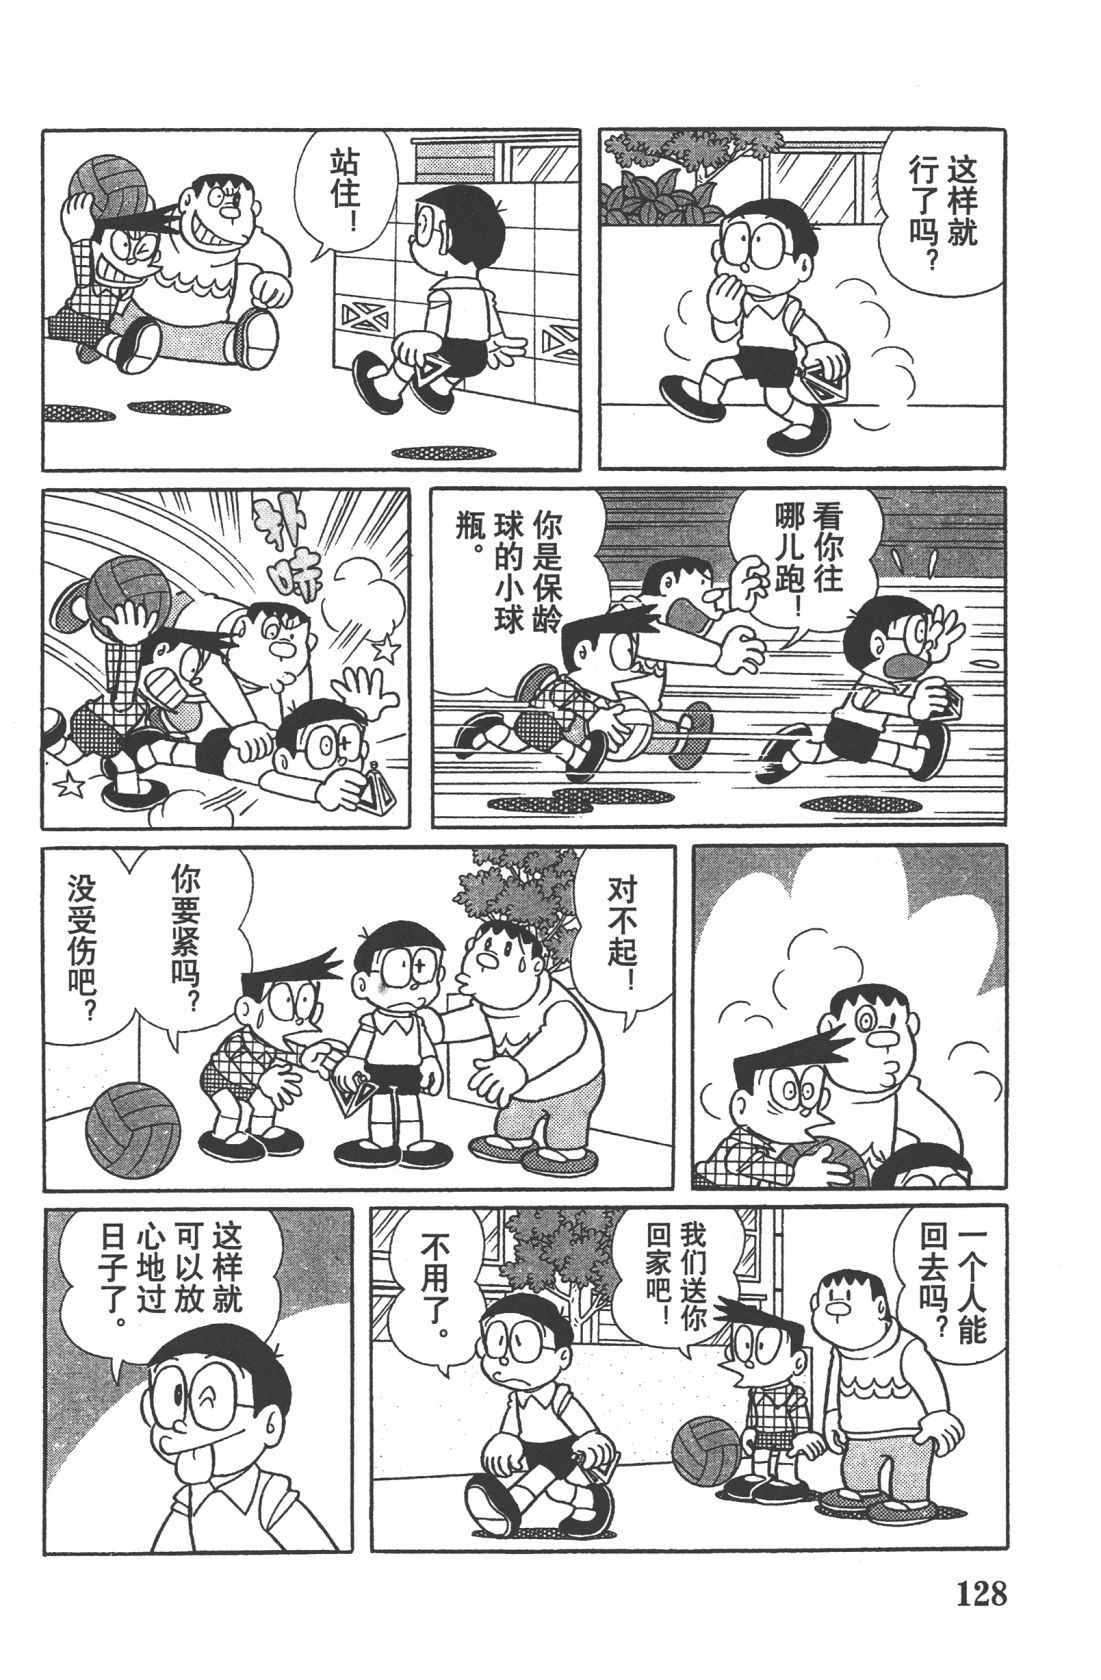 这样就
行了吗？
站住！
看你往
哪儿跑！
你是保龄
球的小球
瓶。
扑
哧
对
不
起！
你要紧吗？
没受伤吧？
一个人能
回去吗？
我们送你
回家吧！
不用了。
这样就
可以放
心地过
日子了。
128